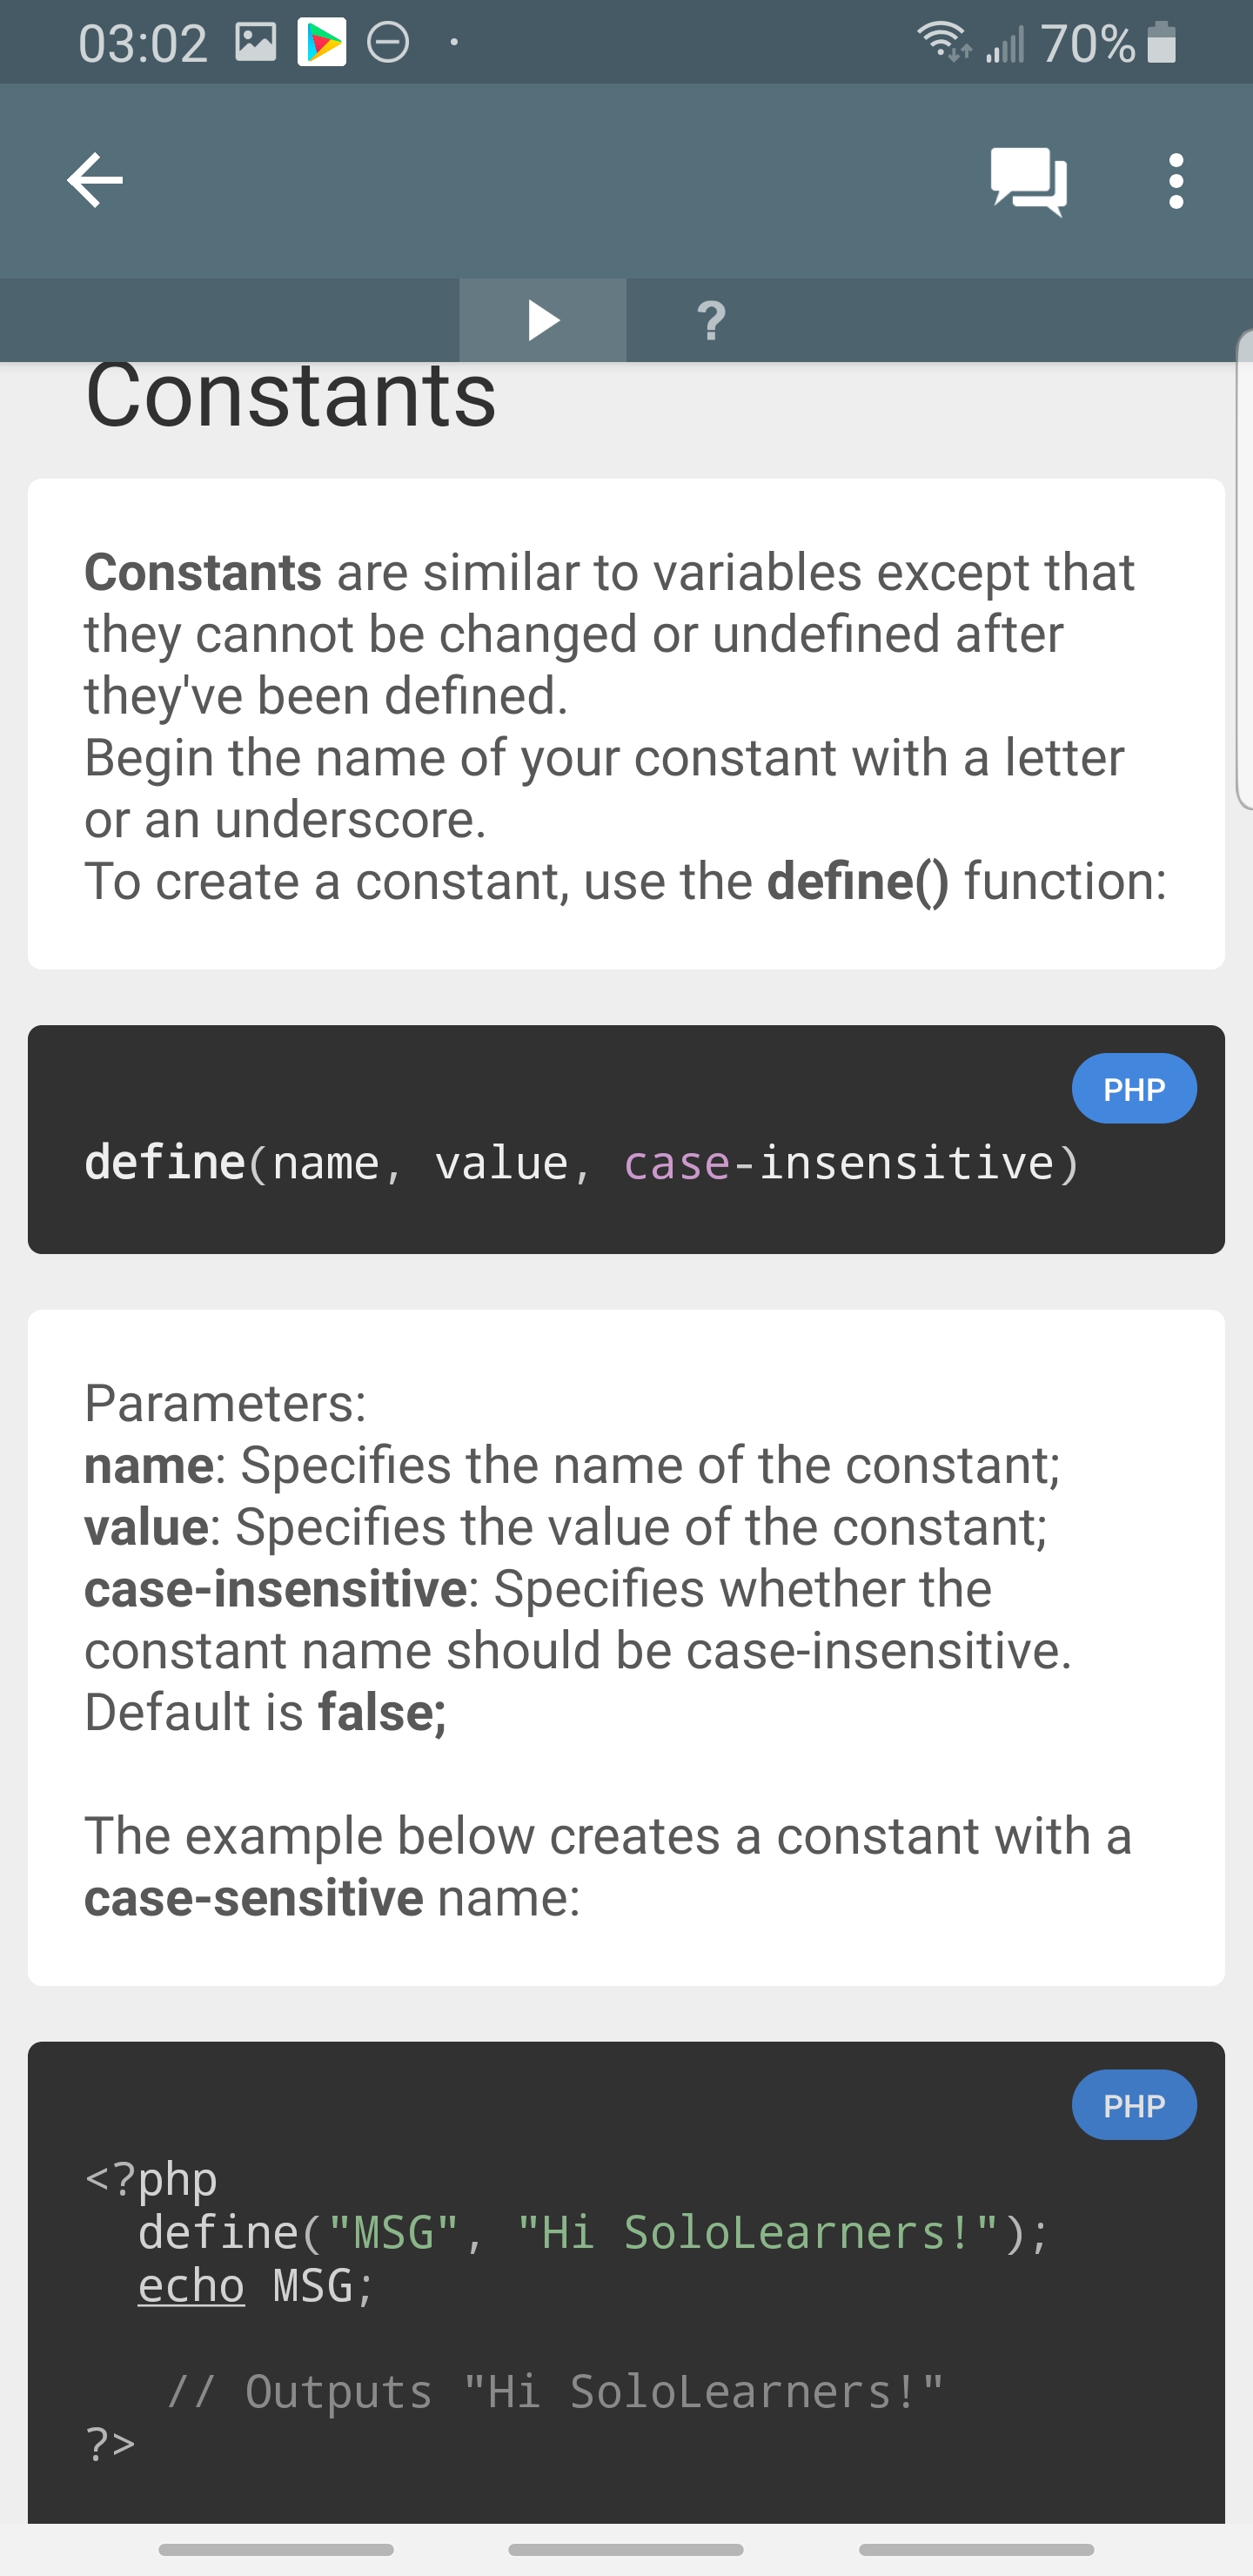 03:02
70%
?
Constants
Constants are similar to variables except that
they cannot be changed or undefined after
they've been defined.
Begin the name of your constant with a letter
or an underscore.
To create a constant, use the define() function:
PHP
define(name, value, case-insensitive)
Parameters:
name: Specifies the name of the constant;
value: Specifies the value of the constant;
case-insensitive: Specifies whether the
constant name should be case-insensitive.
Default is false;
The example below creates a constant with a
case-sensitive name:
PHP
<?php
  define("MSG", "Hi SoloLearners!");
  echo MSG;
   // Outputs "Hi SoloLearners!"
?>